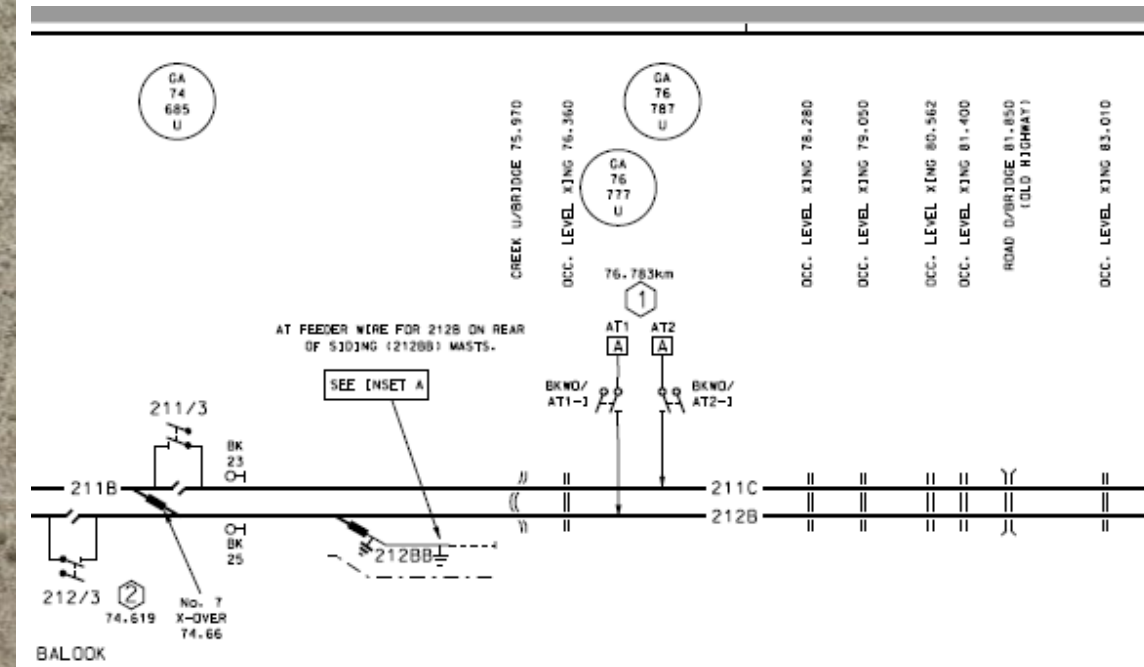 GA
74
685
U
GA
76
787
U
GA
76
777
U
CREEK U/BRIDGE 75.970
OCC. LEVEL XING 76.360
OCC. LEVEL XING 78.280
OCC. LEVEL XING 79.050
OCC. LEVEL XING 80.562
OCC. LEVEL XING 81.400
ROAD O/BRIDGE 81.850
(OLD HIGHWAY)
OCC. LEVEL XING 83.010
76.783km
1
AT FEEDER WIRE FOR 212B ON REAR
OF SIDING (212BB) MASTS.
AT1 AT2
A A
SEE INSET A
BKWO/
AT1-1
BKWO/
AT2-1
211/3
BK
23
211B
211C
212B
BK
25
212BB
212/3
2
74.619
No. 7
X-OVER
74.66
BALOOK